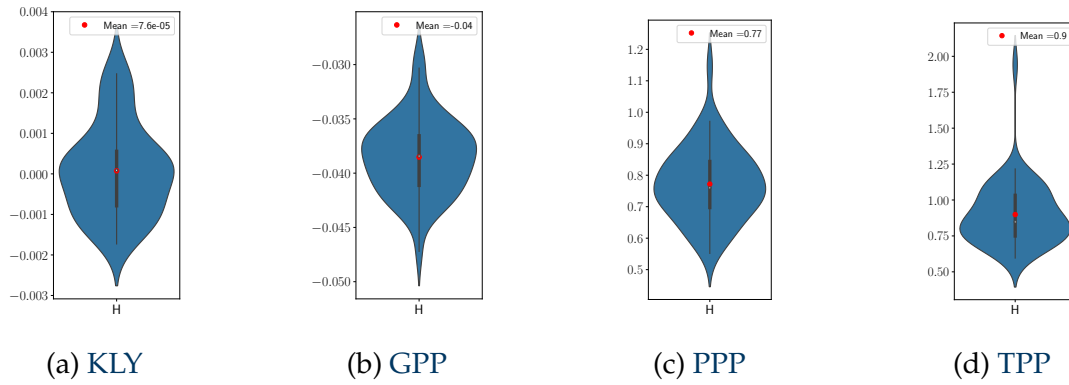 0.004
0.003
0.002
0.001
0.000
−0.001
−0.002
−0.003
Mean =7.6e-05
H
−0.030
−0.035
−0.040
−0.045
−0.050
Mean =-0.04
H
1.2
1.1
1.0
0.9
0.8
0.7
0.6
0.5
Mean =0.77
H
2.00
1.75
1.50
1.25
1.00
0.75
0.50
Mean =0.9
H
(a) KLY
(b) GPP
(c) PPP
(d) TPP